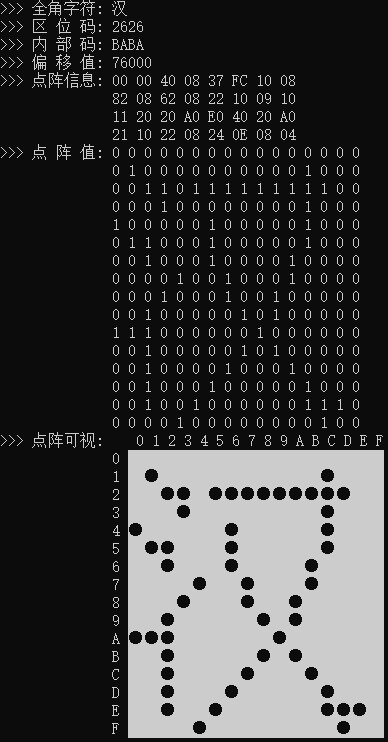 >>> 全角字符: 汉
>>> 区 位 码: 2626
>>> 内 部 码: BABA
>>> 偏 移 值: 76000
>>> 点阵信息: 00 00 40 08 37 FC 10 08
82 08 62 08 22 10 09 10
11 20 20 A0 E0 40 20 A0
21 10 22 08 24 0E 08 04
>>> 点 阵 值: 0 0 0 0 0 0 0 0 0 0 0 0 0 0 0 0
0 1 0 0 0 0 0 0 0 0 0 0 1 0 0 0
0 0 1 1 0 1 1 1 1 1 1 1 1 1 0 0
0 0 0 1 0 0 0 0 0 0 0 0 1 0 0 0
1 0 0 0 0 0 1 0 0 0 0 0 1 0 0 0
0 1 1 0 0 0 1 0 0 0 0 0 1 0 0 0
0 0 1 0 0 0 1 0 0 0 0 1 0 0 0 0
0 0 0 0 1 0 0 1 0 0 0 1 0 0 0 0
0 0 0 1 0 0 0 1 0 0 1 0 0 0 0 0
0 0 1 0 0 0 0 0 1 0 1 0 0 0 0 0
1 1 1 0 0 0 0 0 0 1 0 0 0 0 0 0
0 0 1 0 0 0 0 0 1 0 1 0 0 0 0 0
0 0 1 0 0 0 0 1 0 0 0 1 0 0 0 0
0 0 1 0 0 0 1 0 0 0 0 0 1 0 0 0
0 0 1 0 0 1 0 0 0 0 0 0 1 1 1 0
0 0 0 0 1 0 0 0 0 0 0 0 0 1 0 0
>>> 点阵可视: 0 1 2 3 4 5 6 7 8 9 A B C D E F
0
1
2
3
4
5
6
7
8
9
A
B
C
D
E
F